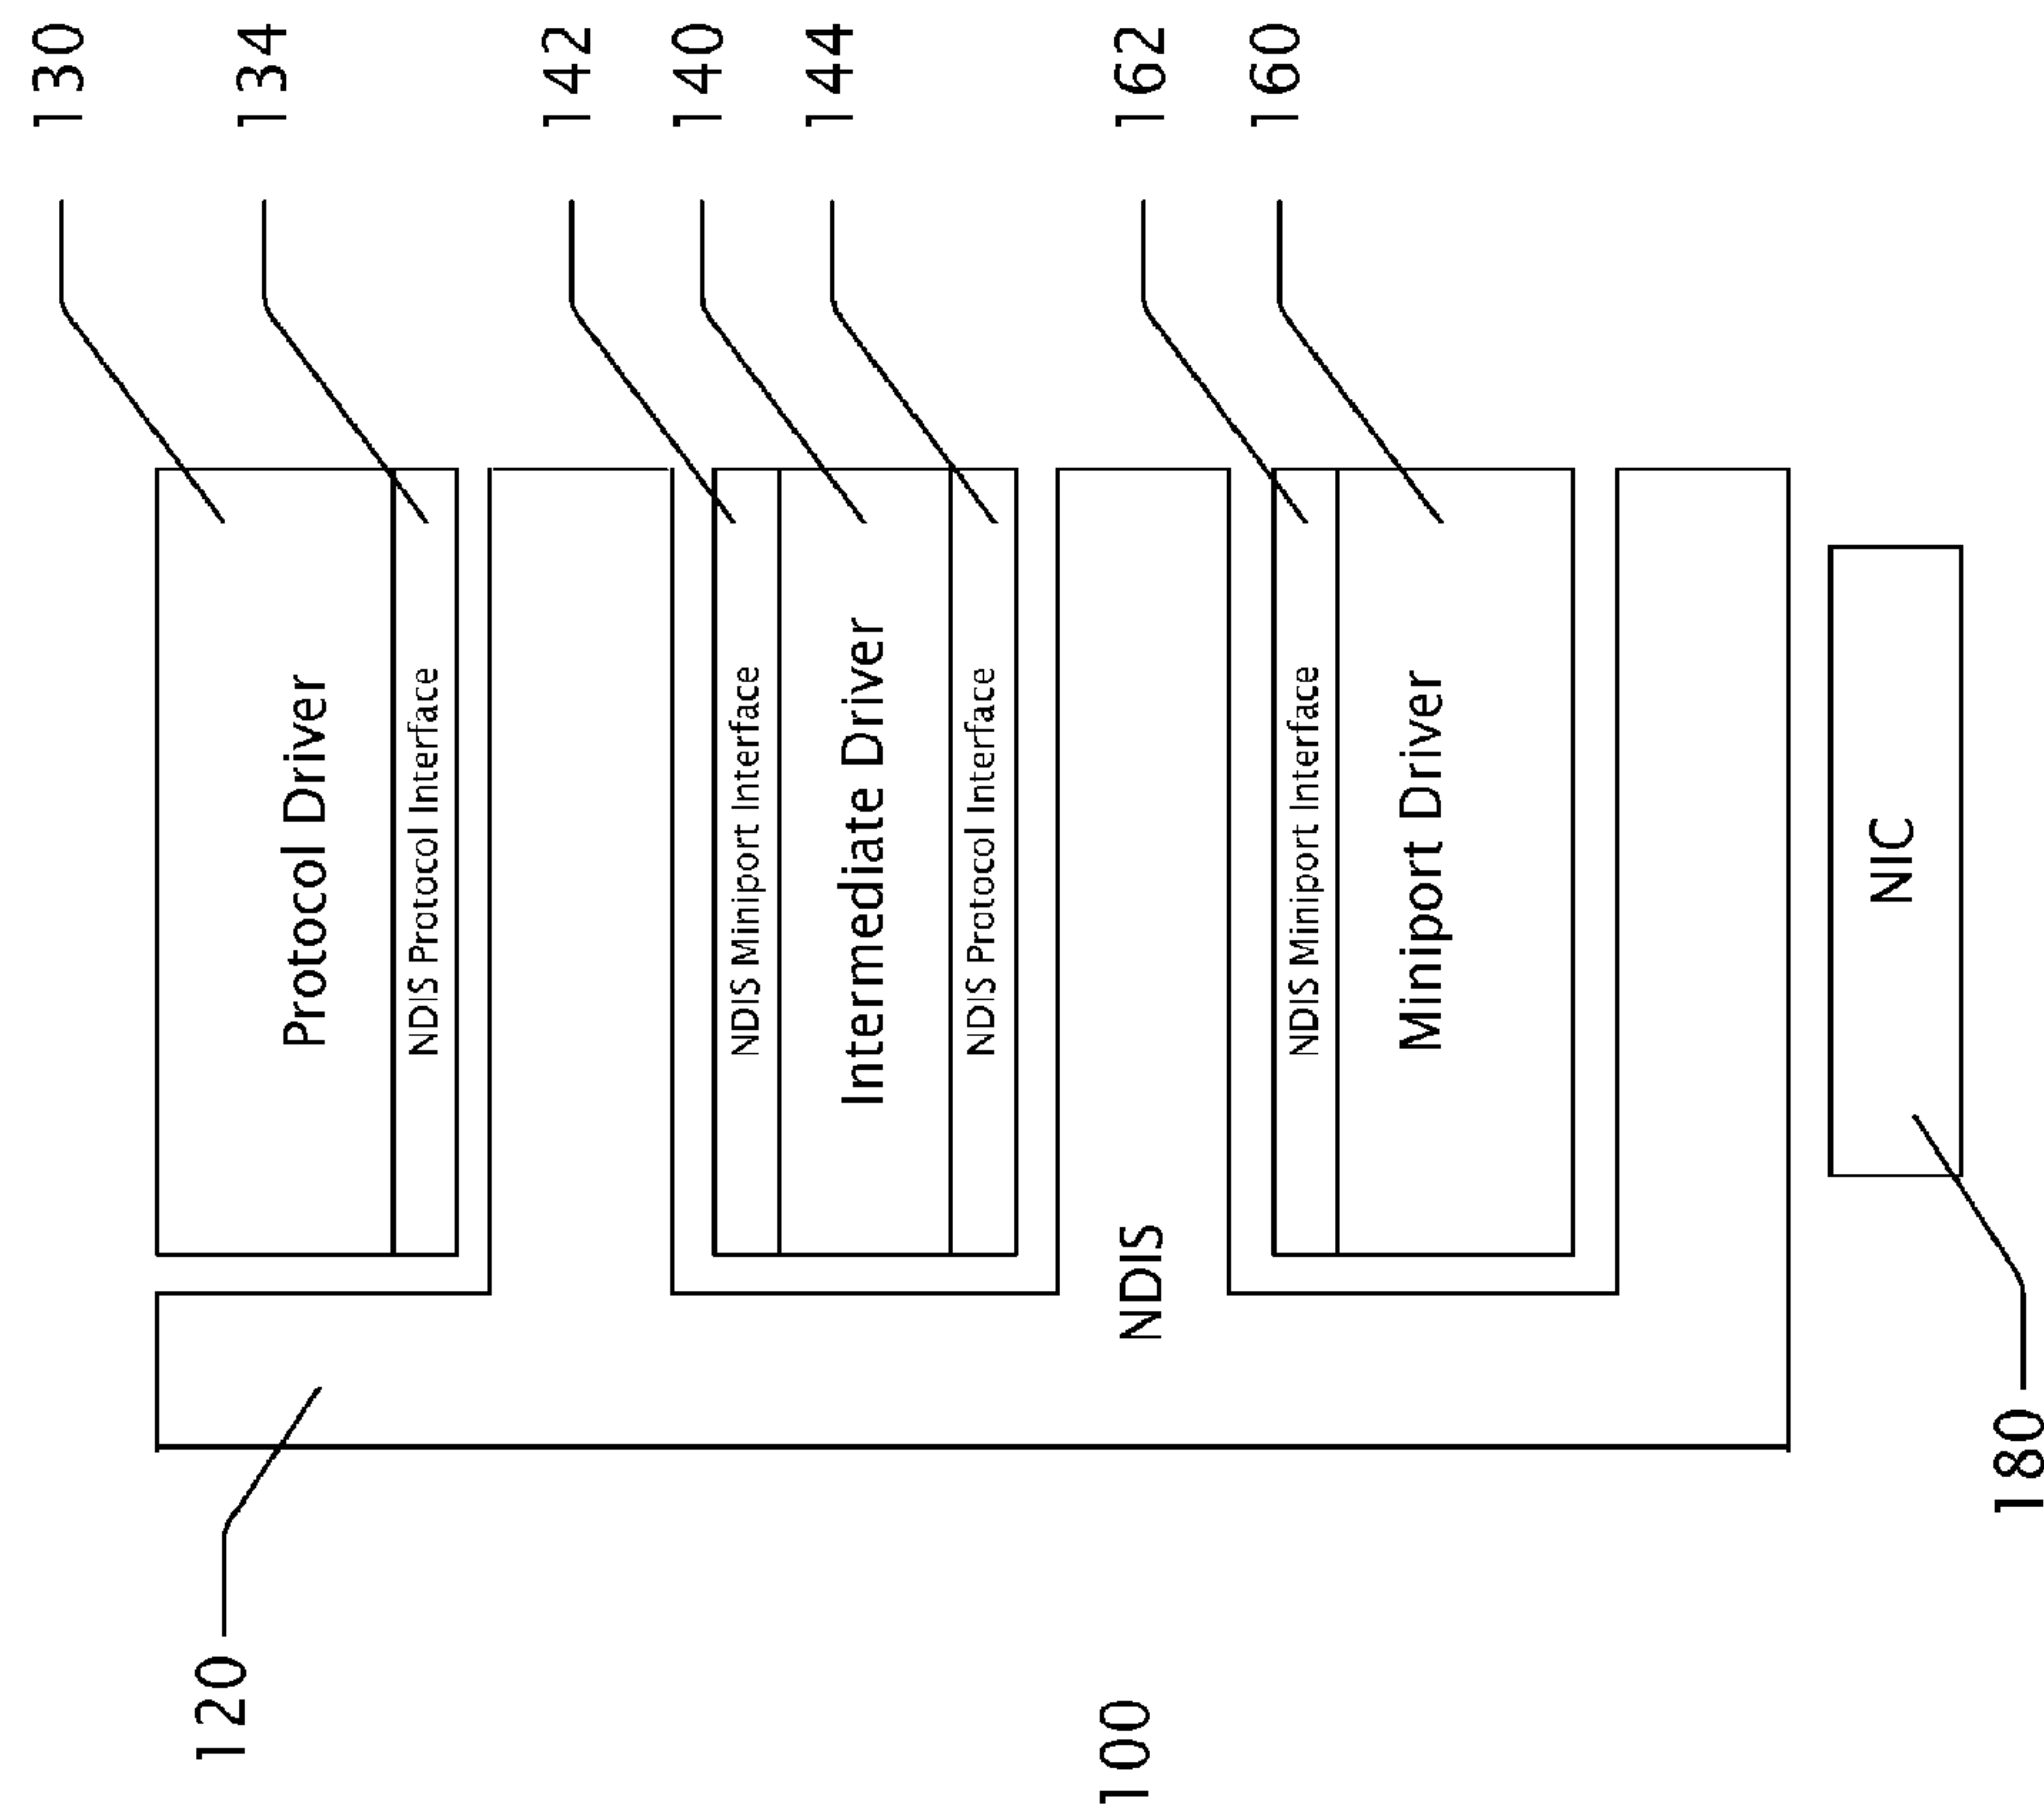 130
Protocol Driver
134
NDIS Protocol Interface
120
142
NDIS Miniport Interface
140
Intermediate Driver
144
NDIS Protocol Interface
100
NDIS
162
NDIS Miniport Interface
160
Miniport Driver
NIC
180